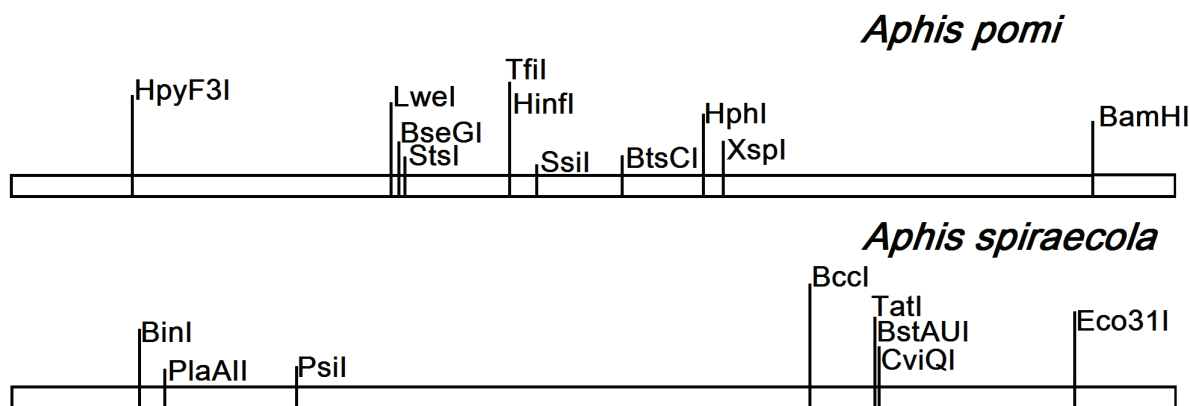 Aphis pomi
HpyF3I
LweI
BseGI
StsI
TfiI
HinfI
SsiI
BtsCI
HphI
XspI
BamHI
Aphis spiraecola
BinI
PlaAII
PsiI
BccI
TatI
BstAUI
CviQI
Eco31I